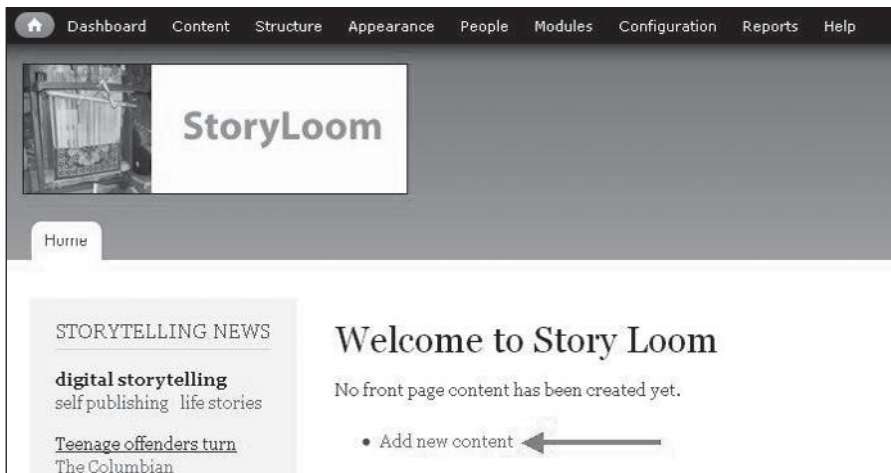 Dashboard Content Structure Appearance People Modules Configuration Reports Help
StoryLoom
Home
STORYTELLING NEWS
digital storytelling
self publishing life stories
Teenage offenders turn
The Columbian
Welcome to Story Loom
No front page content has been created yet.
• Add new content